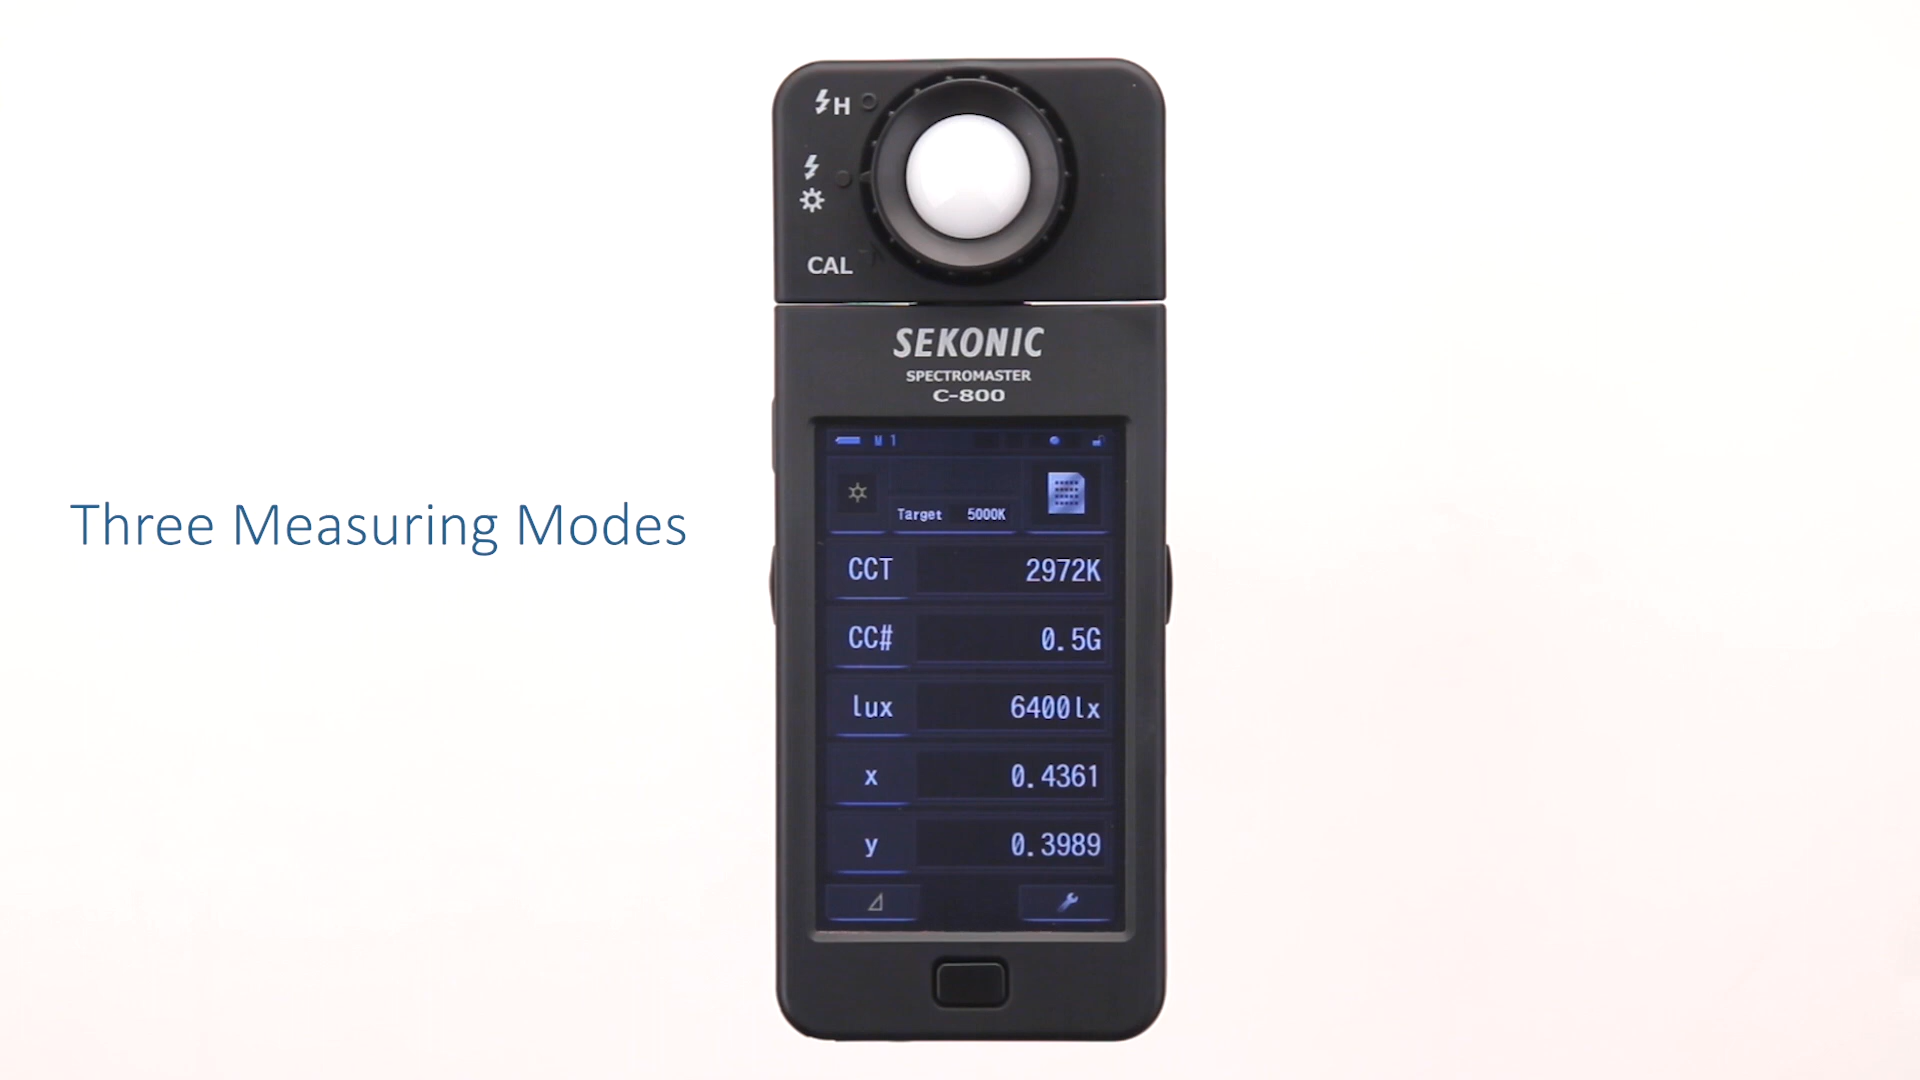 H
CAL
SEKONIC
SPECTROMASTER
C-800
M 1
Target 5000K
CCT 2972K
CC# 0.5G
Three Measuring Modes
lux 6400lx
x 0.4361
y 0.3989